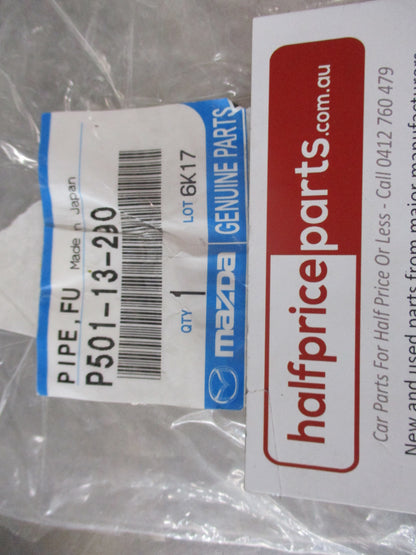 PIPE, FU Made in Japan
P501-13-290
QTY 1 LOT 6K17
mazda GENUINE PARTS
halfpriceparts.com.au
Car Parts For Half Price Or Less - Call 0412 760 479
New and used parts from major manufacturers